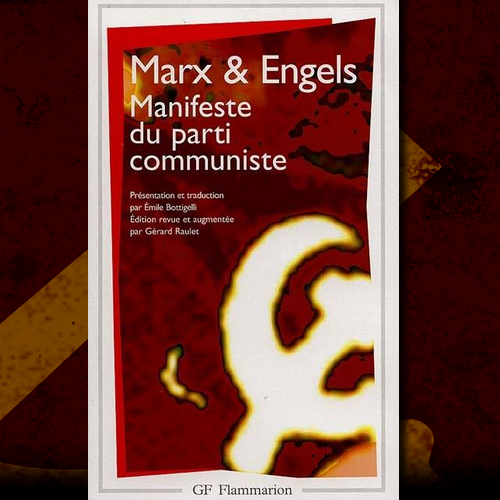 Marx & Engels
Manifeste
du parti
communiste
Présentation et traduction
par Émile Bottigelli
Édition revue et augmentée
par Gérard Raulet
GF Flammarion